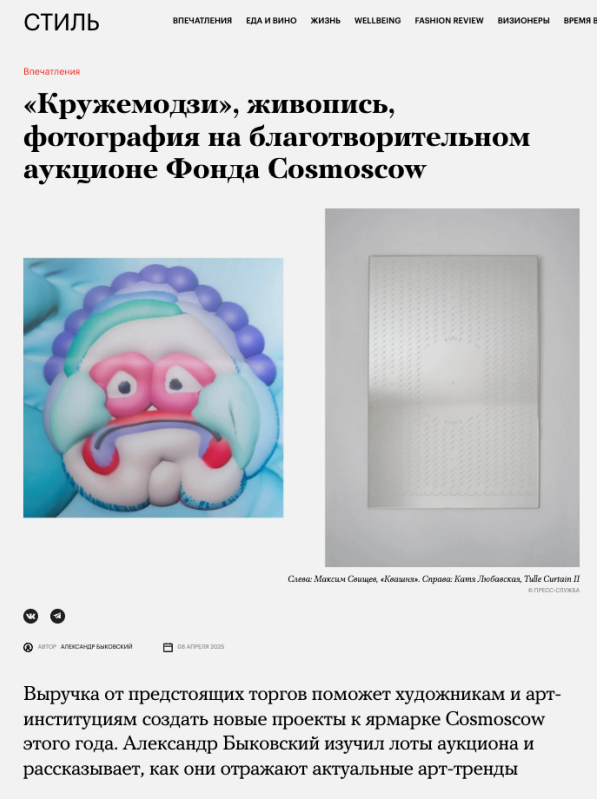 СТИЛЬ
ВПЕЧАТЛЕНИЯ ЕДА И ВИНО ЖИЗНЬ WELLBEING FASHION REVIEW ВИЗИОНЕРЫ ВРЕМЯ
Впечатления
«Кружемодзи», живопись,
фотография на благотворительном
аукционе Фонда Cosmoscow
Слева: Максим Свищев, «Квашня». Справа: Катя Любавская, Tulle Curtain II
© ПРЕСС-СЛУЖБА
АВТОР АЛЕКСАНДР БЫКОВСКИЙ 08 АПРЕЛЯ 2025
Выручка от предстоящих торгов поможет художникам и арт-
институциям создать новые проекты к ярмарке Cosmoscow
этого года. Александр Быковский изучил лоты аукциона и
рассказывает, как они отражают актуальные арт-тренды